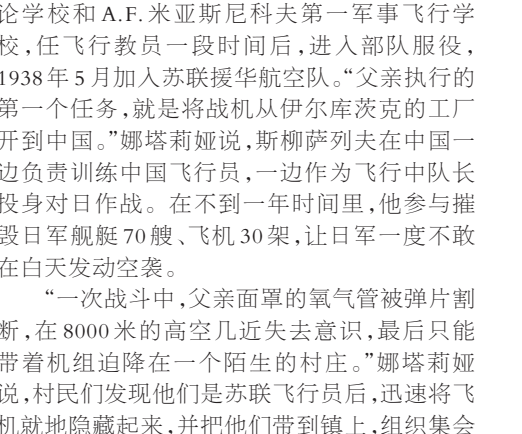 论学校和 A.F. 米亚斯尼科夫第一军事飞行学
校，任飞行教员一段时间后，进入部队服役，
1938年5月加入苏联援华航空队。“父亲执行的
第一个任务，就是将战机从伊尔库茨克的工厂
开到中国。”娜塔莉娅说，斯柳萨列夫在中国一
边负责训练中国飞行员，一边作为飞行中队长
投身对日作战。在不到一年时间里，他参与摧
毁日军舰艇70艘、飞机30架，让日军一度不敢
在白天发动空袭。
“一次战斗中，父亲面罩的氧气管被弹片割
断，在8000米的高空几近失去意识，最后只能
带着机组迫降在一个陌生的村庄。”娜塔莉娅
说，村民们发现他们是苏联飞行员后，迅速将飞
机就地隐藏起来，并把他们带到镇上，组织集会